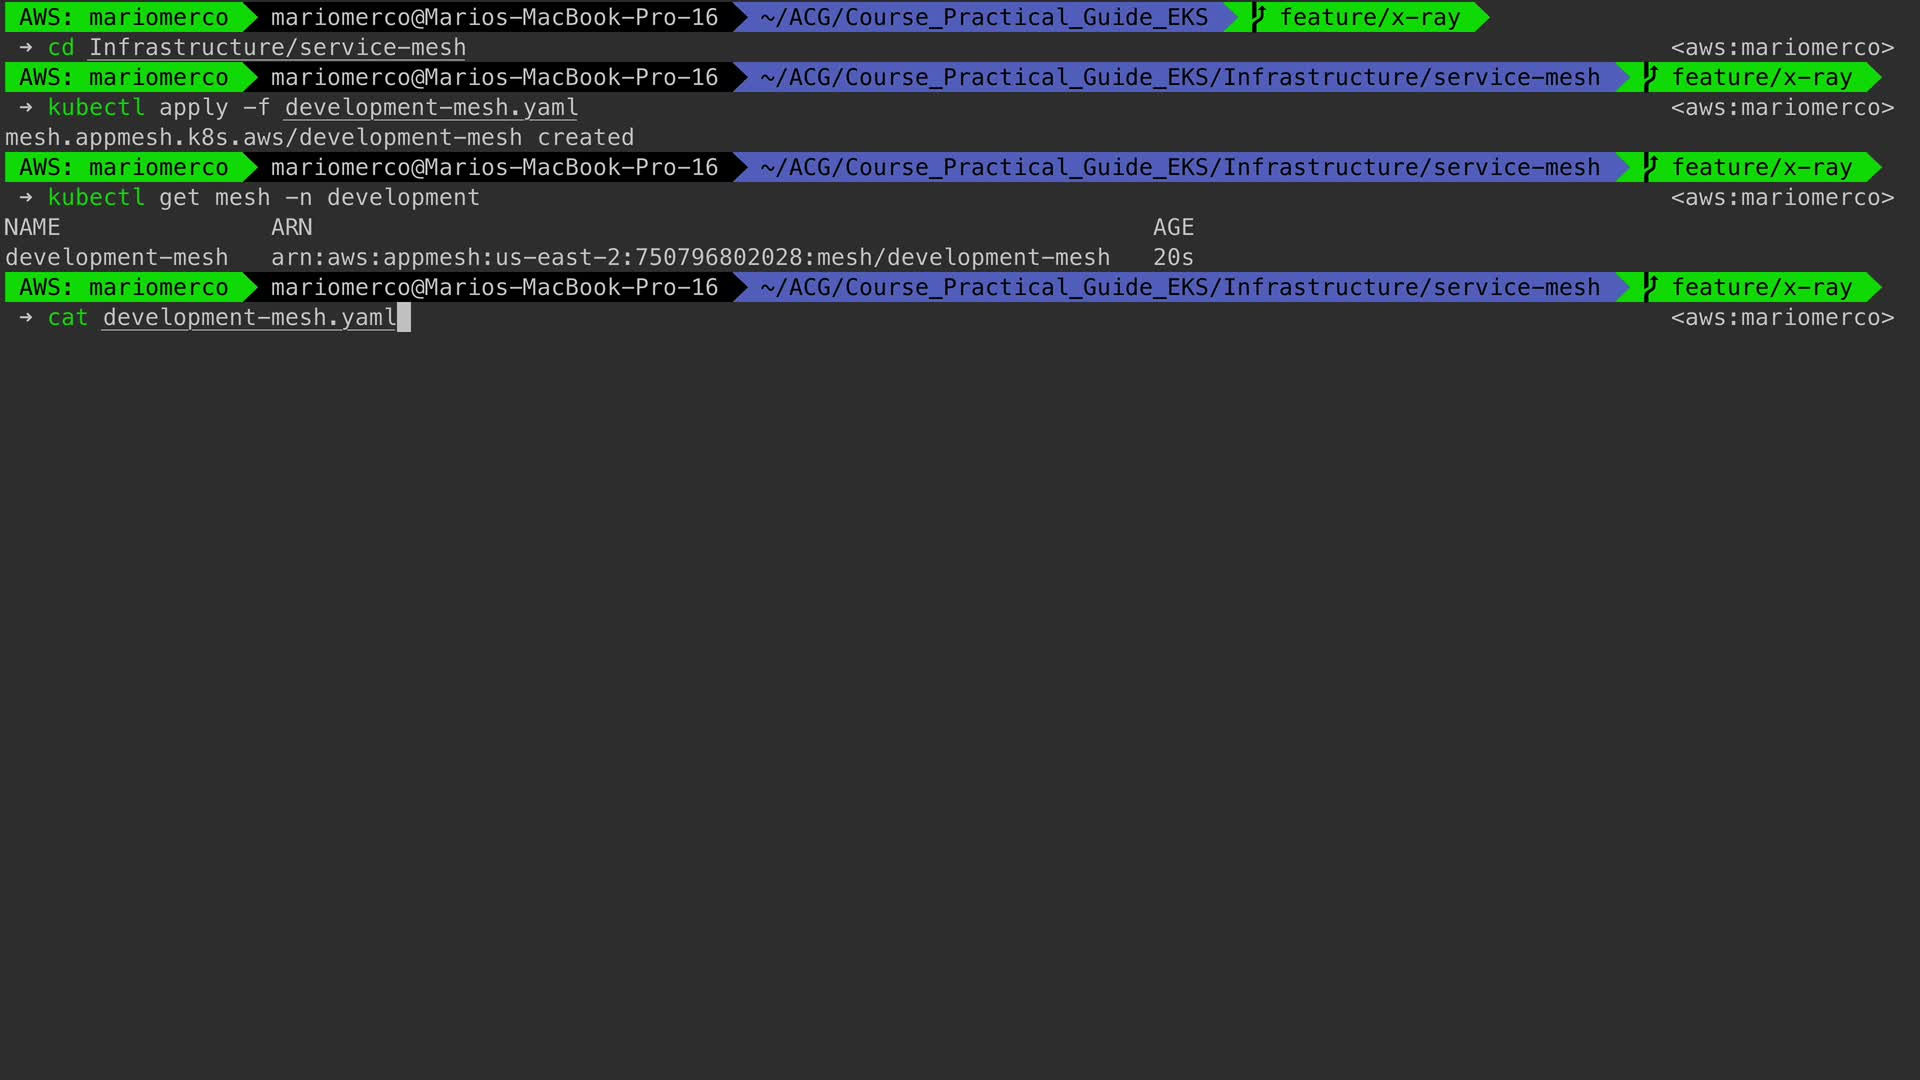 AWS: mariomerco mariomerco@Marios-MacBook-Pro-16 ~/ACG/Course_Practical_Guide_EKS feature/x-ray
→ cd Infrastructure/service-mesh <aws:mariomerco>
AWS: mariomerco mariomerco@Marios-MacBook-Pro-16 ~/ACG/Course_Practical_Guide_EKS/Infrastructure/service-mesh feature/x-ray
→ kubectl apply -f development-mesh.yaml <aws:mariomerco>
mesh.appmesh.k8s.aws/development-mesh created
AWS: mariomerco mariomerco@Marios-MacBook-Pro-16 ~/ACG/Course_Practical_Guide_EKS/Infrastructure/service-mesh feature/x-ray
→ kubectl get mesh -n development <aws:mariomerco>
NAME ARN AGE
development-mesh arn:aws:appmesh:us-east-2:750796802028:mesh/development-mesh 20s
AWS: mariomerco mariomerco@Marios-MacBook-Pro-16 ~/ACG/Course_Practical_Guide_EKS/Infrastructure/service-mesh feature/x-ray
→ cat development-mesh.yaml <aws:mariomerco>